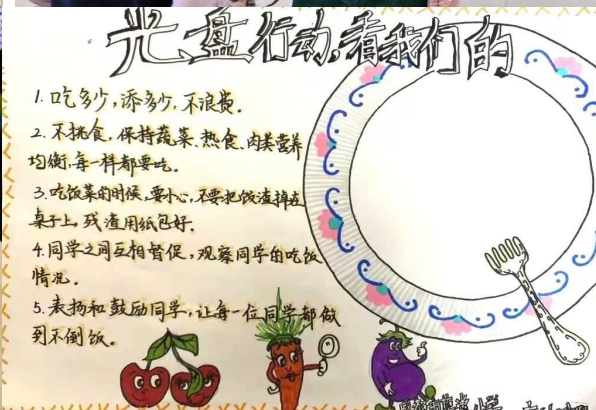 光盘行动,看我们的
1.吃多少,添多少,不浪费。
2.不挑食,保持蔬菜、热食、肉类营养
均衡,每一样都要吃。
3.吃饭菜的时候,要小心,不要把饭渣掉在
桌子上,残渣用纸包好。
4.同学之间互相督促,观察同学的吃饭
情况。
5.表扬和鼓励同学,让每一位同学都做
到不倒饭。
小学